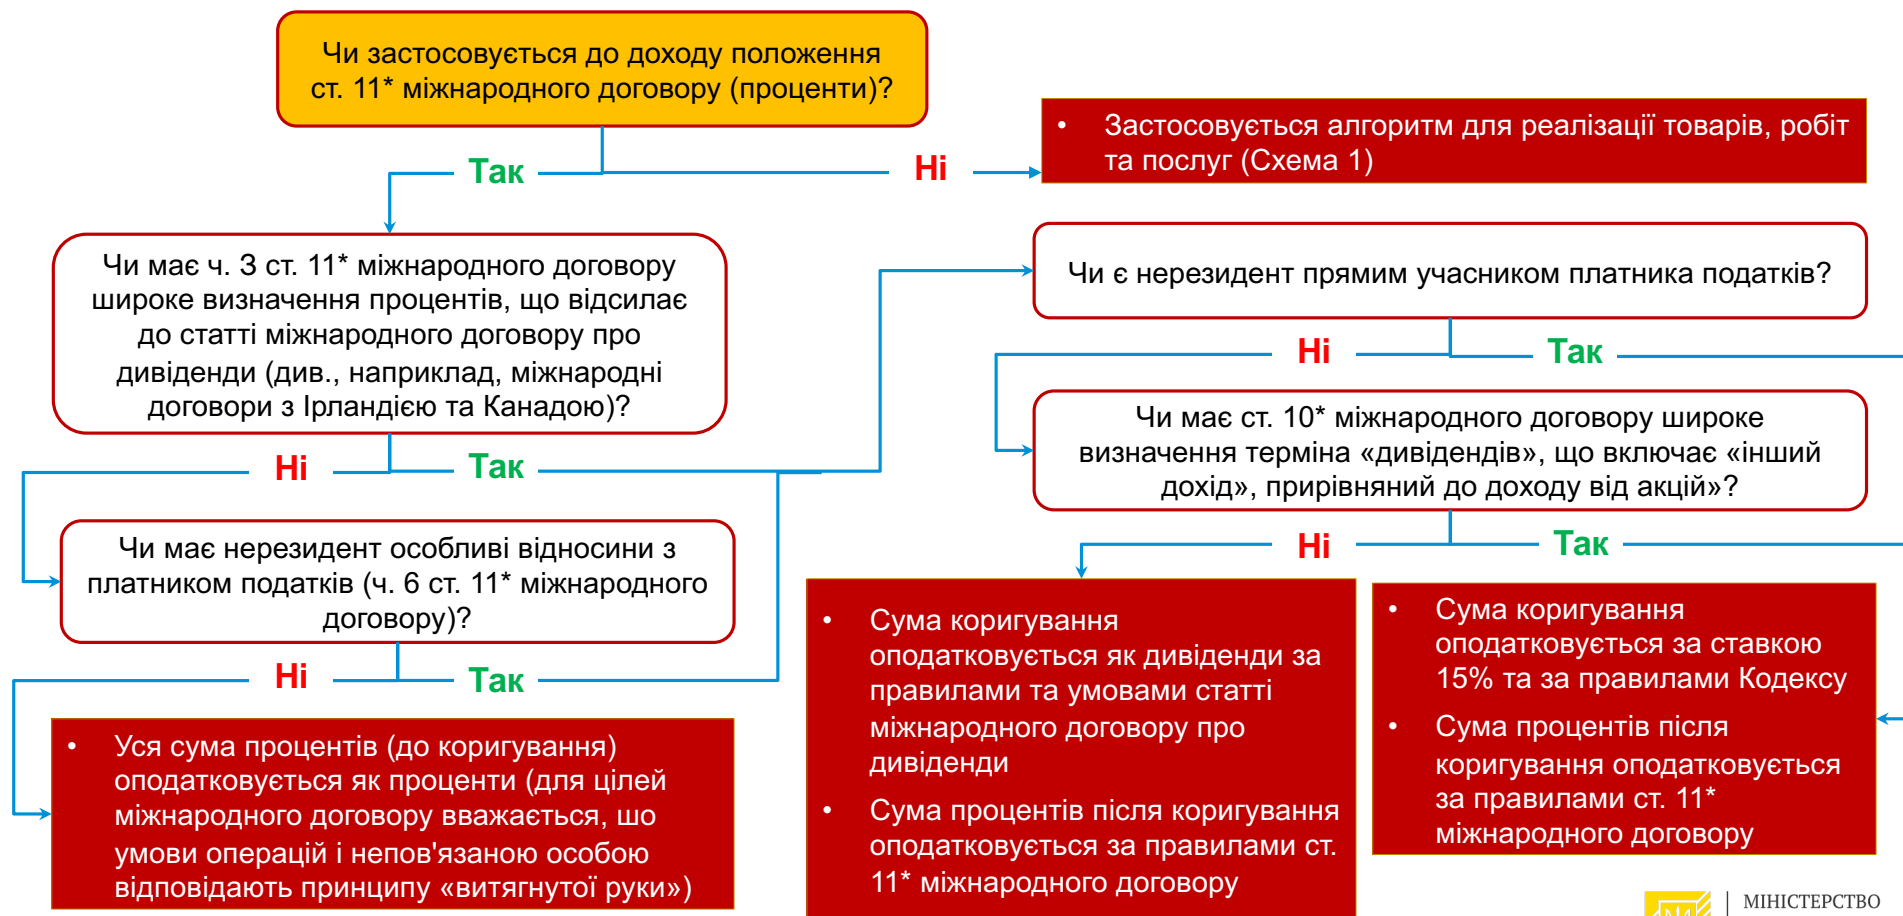 Чи застосовується до доходу положення
ст. 11* міжнародного договору (проценти)?
Так
Ні
• Застосовується алгоритм для реалізації товарів, робіт
та послуг (Схема 1)
Чи має ч. 3 ст. 11* міжнародного договору
широке визначення процентів, що відсилає
до статті міжнародного договору про
дивіденди (див., наприклад, міжнародні
договори з Ірландією та Канадою)?
Ні
Так
Чи є нерезидент прямим учасником платника податків?
Ні
Так
Чи має ст. 10* міжнародного договору широке
визначення терміна «дивідендів», що включає «інший
дохід», прирівняний до доходу від акцій»?
Ні
Так
Чи має нерезидент особливі відносини з
платником податків (ч. 6 ст. 11* міжнародного
договору)?
Ні
Так
• Уся сума процентів (до коригування)
оподатковується як проценти (для цілей
міжнародного договору вважається, шо
умови операцій і непов'язаною особою
відповідають принципу «витягнутої руки»)
• Сума коригування
оподатковується як дивіденди за
правилами та умовами статті
міжнародного договору про
дивіденди
• Сума процентів після коригування
оподатковується за правилами ст.
11* міжнародного договору
• Сума коригування
оподатковується за ставкою
15% та за правилами Кодексу
• Сума процентів після
коригування оподатковується
за правилами ст. 11*
міжнародного договору
МІНІСТЕРСТВО